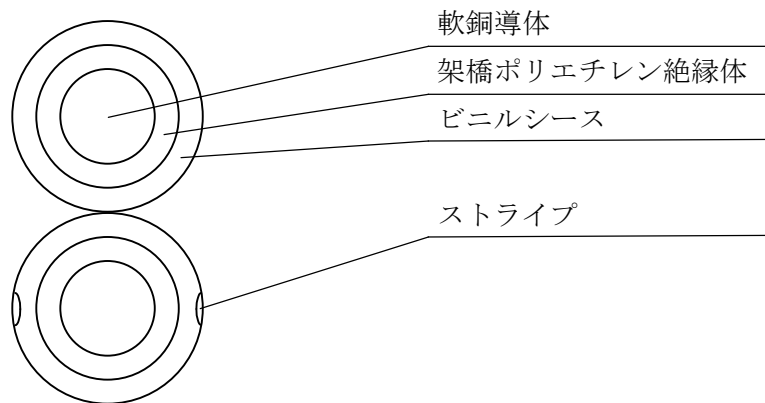 軟銅導体
架橋ポリエチレン絶縁体
ビニルシース
ストライプ